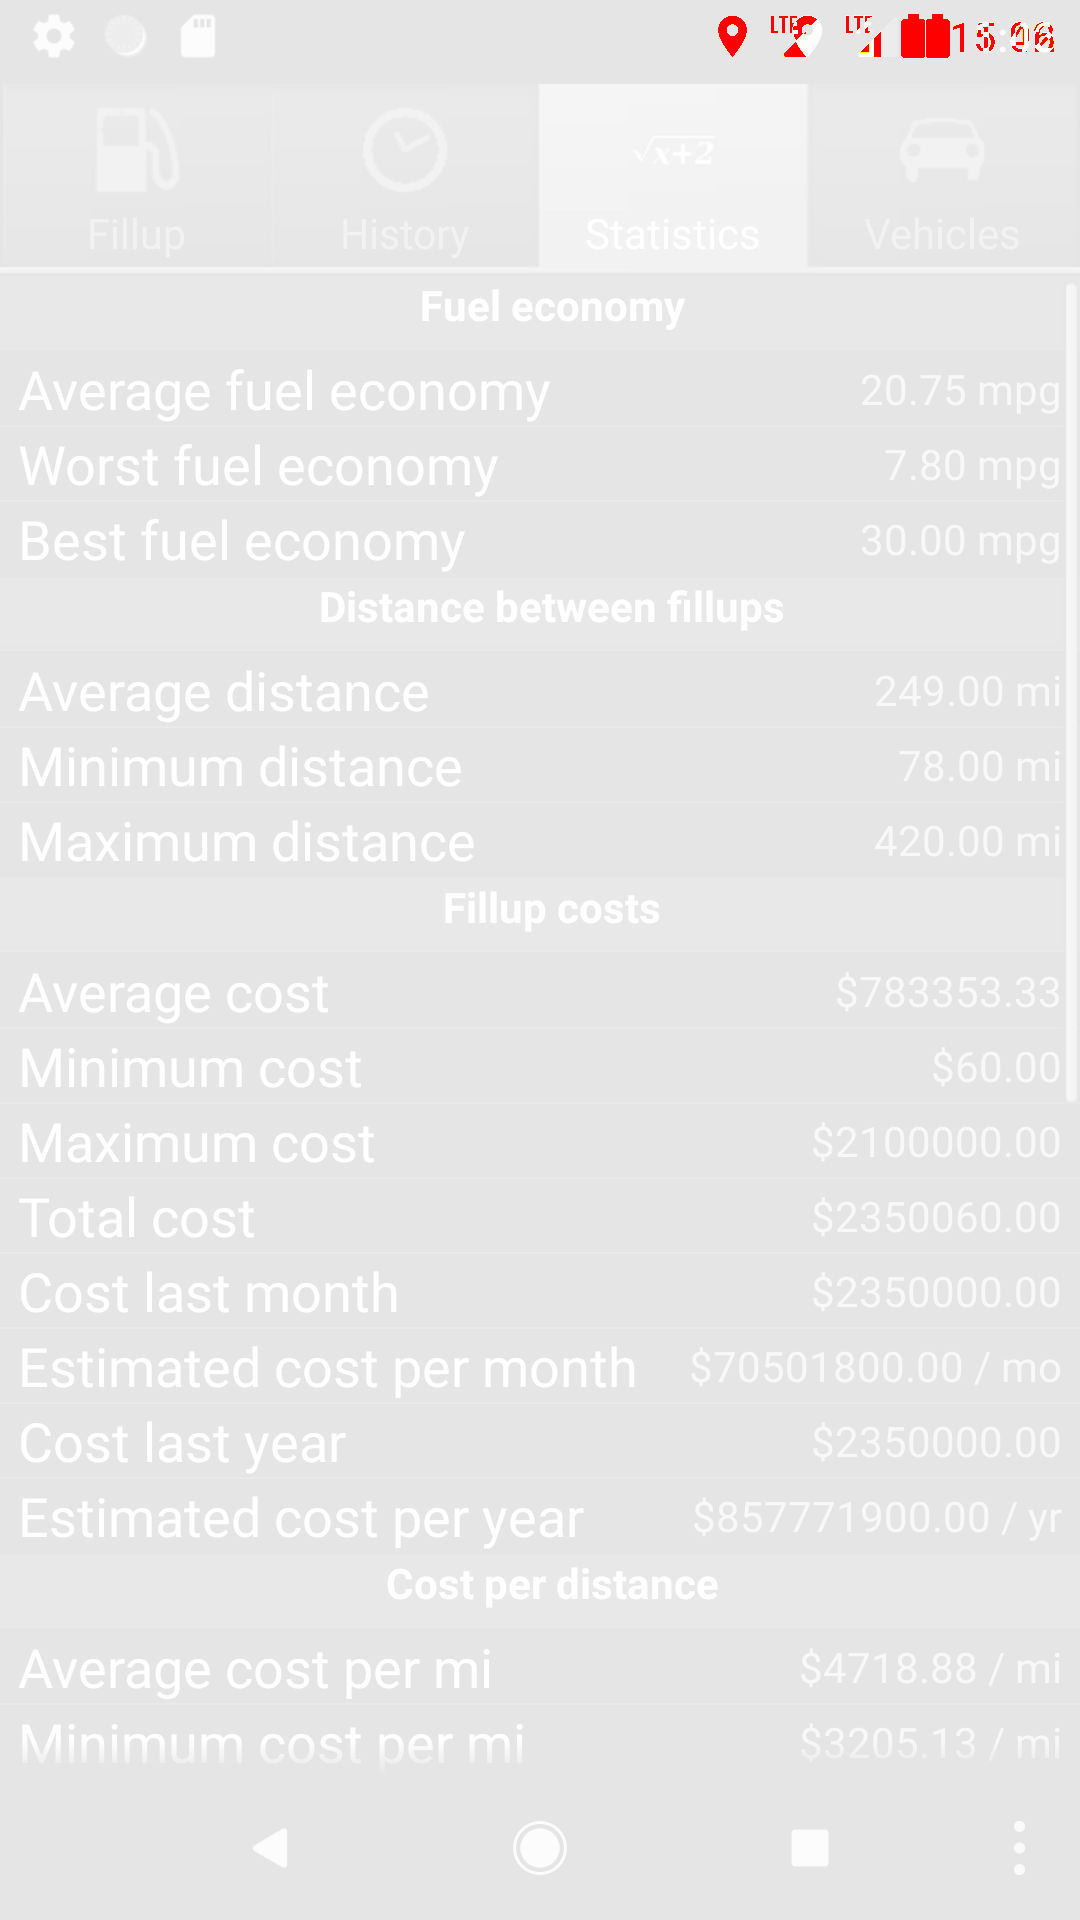 LTE LTE
Fillup History √x+2 Statistics Vehicles
Fuel economy
Average fuel economy 20.75 mpg
Worst fuel economy 7.80 mpg
Best fuel economy 30.00 mpg
Distance between fillups
Average distance 249.00 mi
Minimum distance 78.00 mi
Maximum distance 420.00 mi
Fillup costs
Average cost $783353.33
Minimum cost $60.00
Maximum cost $2100000.00
Total cost $2350060.00
Cost last month $2350000.00
Estimated cost per month $70501800.00 / mo
Cost last year $2350000.00
Estimated cost per year $857771900.00 / yr
Cost per distance
Average cost per mi $4718.88 / mi
Minimum cost per mi $3205.13 / mi